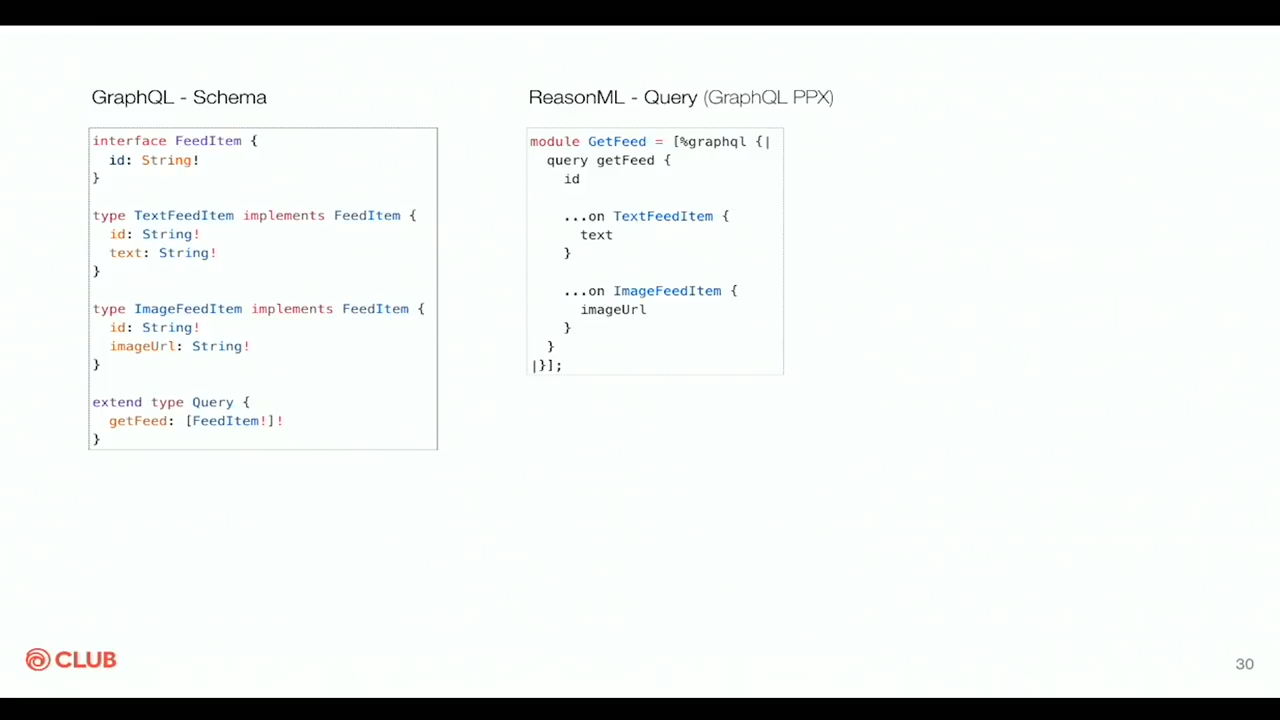 GraphQL - Schema
interface FeedItem {
  id: String!
}
type TextFeedItem implements FeedItem {
  id: String!
  text: String!
}
type ImageFeedItem implements FeedItem {
  id: String!
  imageUrl: String!
}
extend type Query {
  getFeed: [FeedItem!]!
}
ReasonML - Query (GraphQL PPX)
module GetFeed = [%graphql {|
  query getFeed {
    id
    ...on TextFeedItem {
      text
    }
    ...on ImageFeedItem {
      imageUrl
    }
  }
|}];
CLUB
30